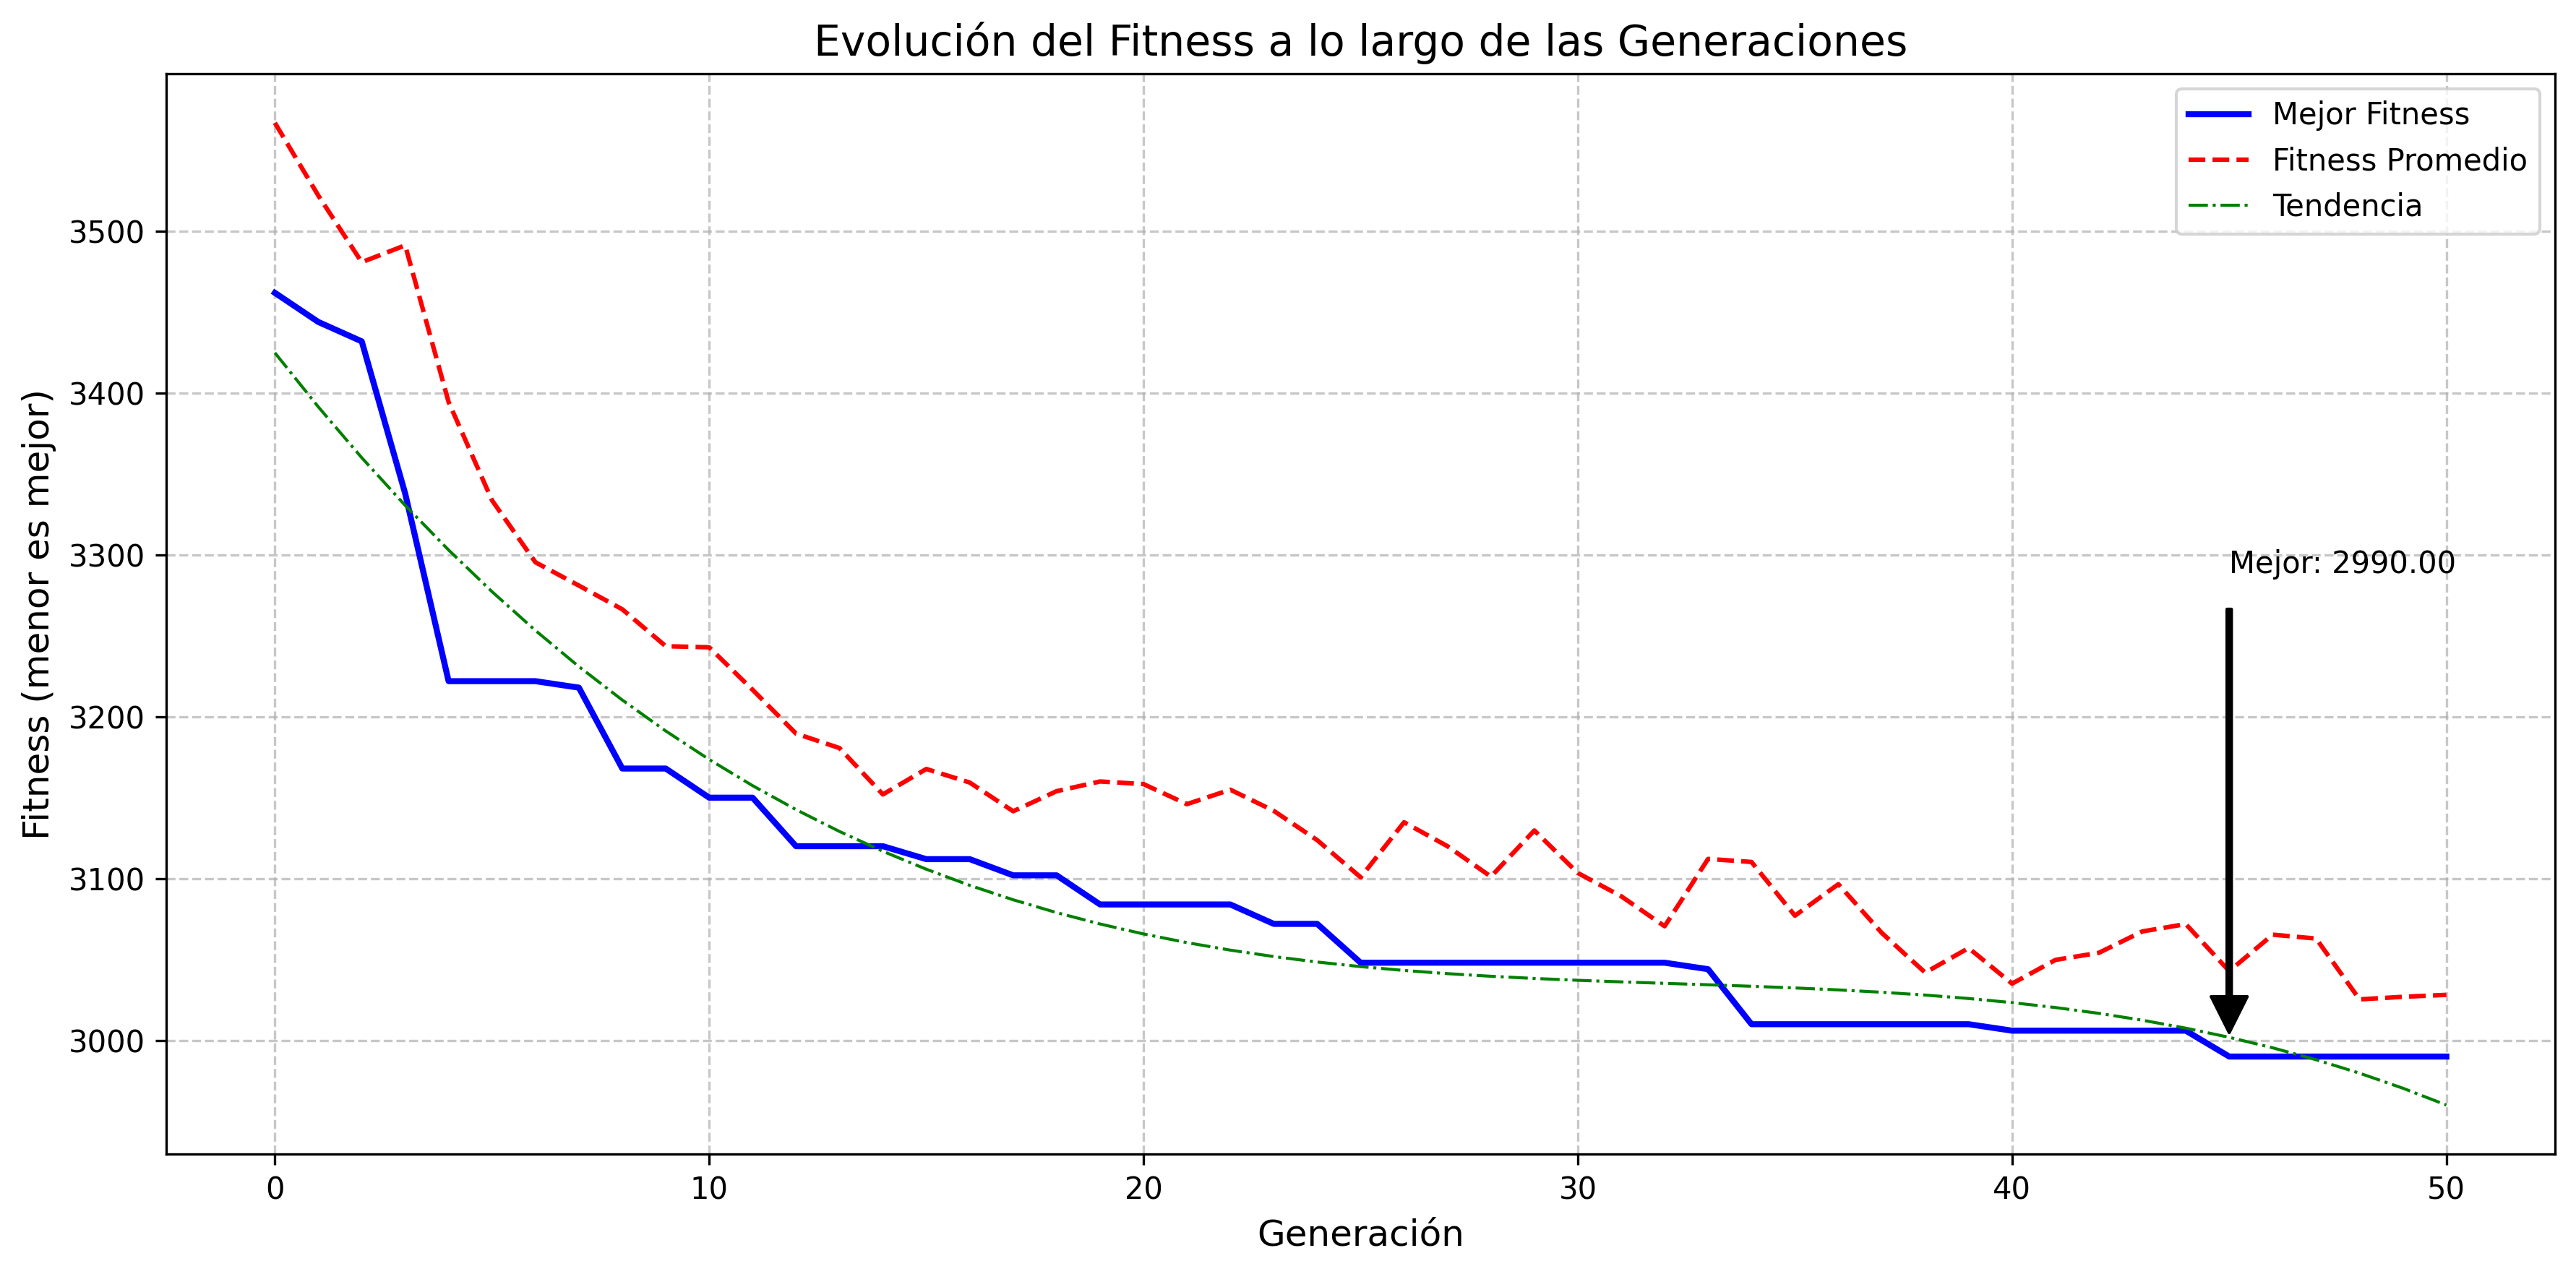 Evolución del Fitness a lo largo de las Generaciones
Mejor Fitness
Fitness Promedio
Tendencia
Fitness (menor es mejor)
3500
3400
3300
3200
3100
3000
Mejor: 2990.00
0 10 20 30 40 50
Generación